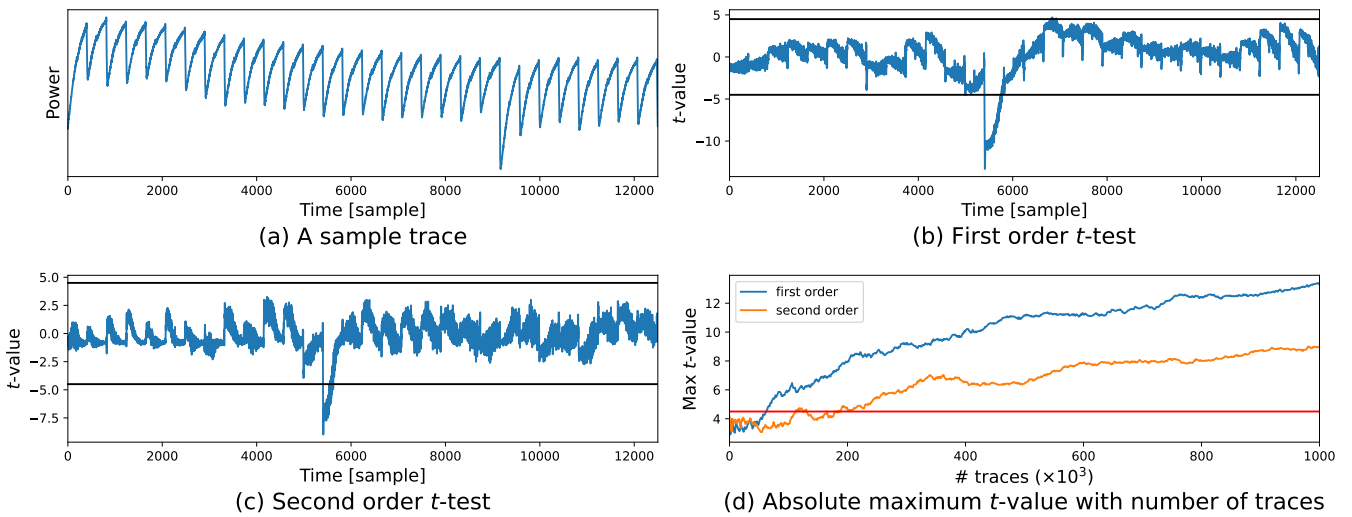 Power
0 2000 4000 6000 8000 10000 12000
Time [sample]
(a) A sample trace
t-value
5
0
−5
−10
0 2000 4000 6000 8000 10000 12000
Time [sample]
(b) First order t-test
t-value
5.0
2.5
0.0
−2.5
−5.0
−7.5
0 2000 4000 6000 8000 10000 12000
Time [sample]
(c) Second order t-test
Max t-value
12
10
8
6
4
first order
second order
0 200 400 600 800 1000
# traces (×10³)
(d) Absolute maximum t-value with number of traces